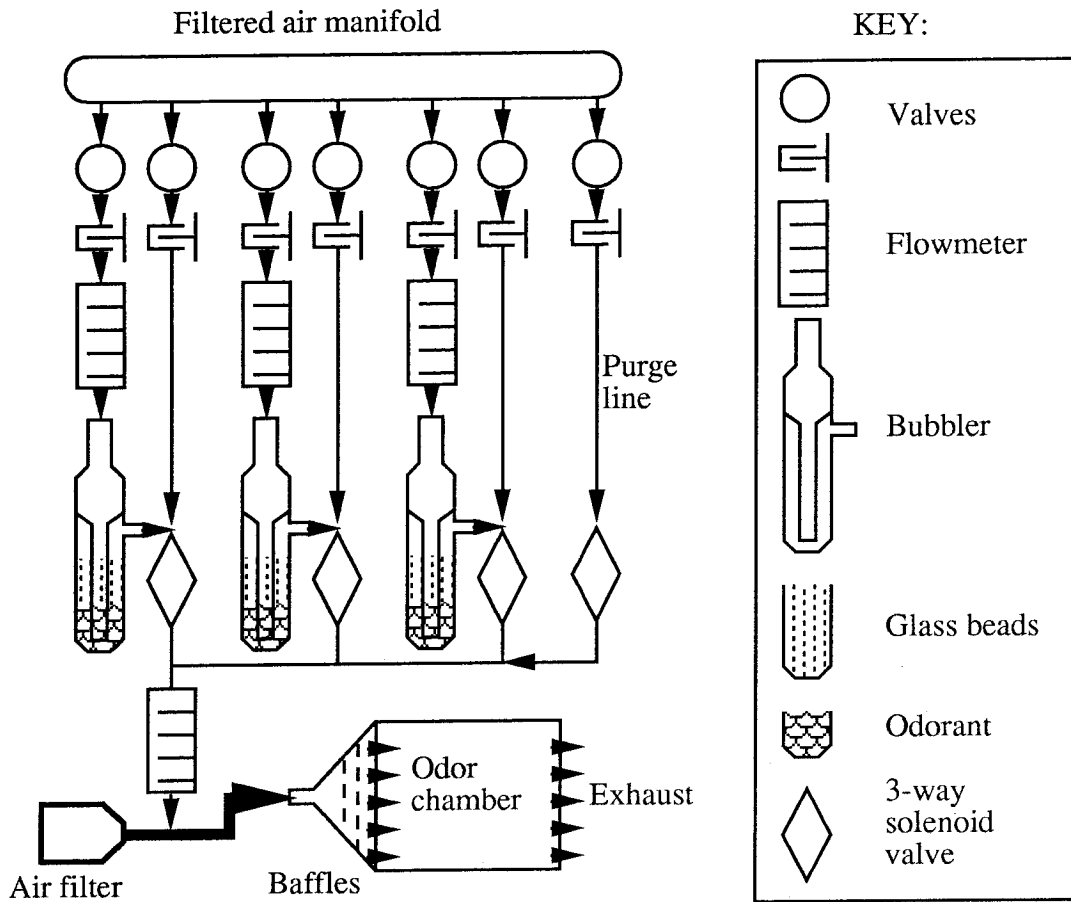 Filtered air manifold
KEY:
Valves
Flowmeter
Purge
line
Bubbler
Glass beads
Odorant
3-way
solenoid
valve
Odor
chamber
Exhaust
Air filter
Baffles